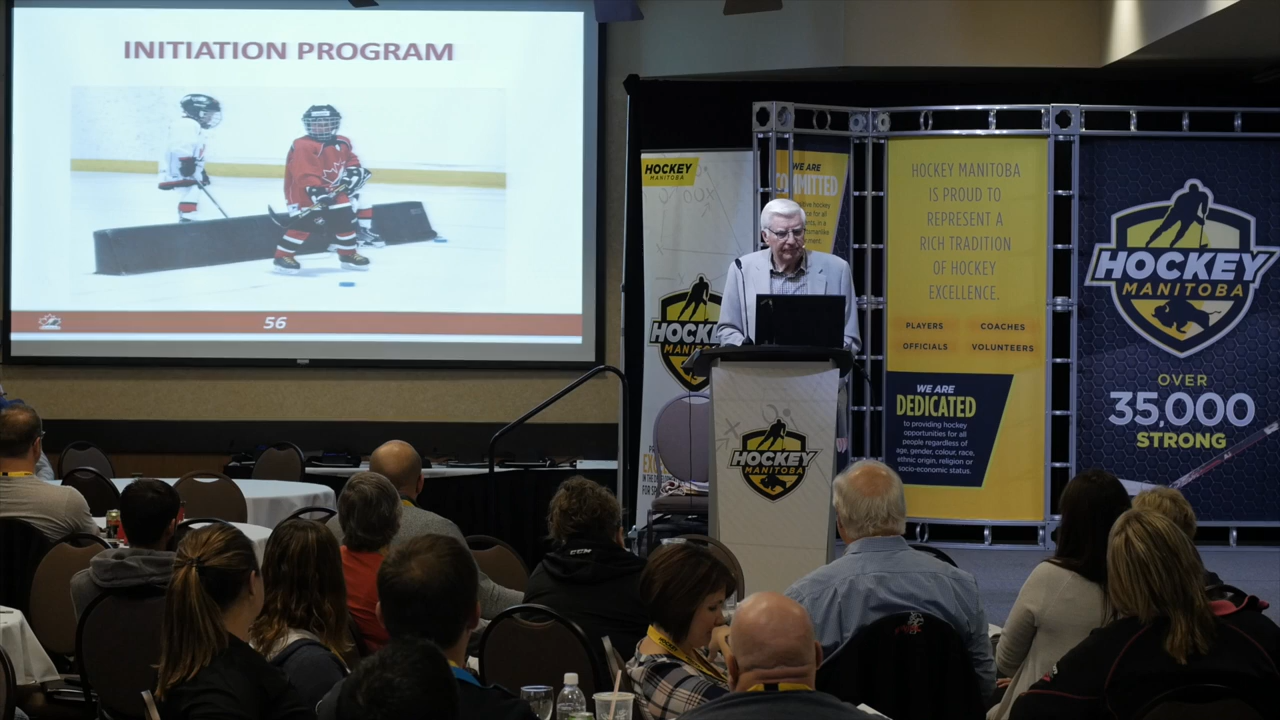 INITIATION PROGRAM
56
HOCKEY
MANITOBA
HOCKEY
WE ARE
HOCKEY MANITOBA
IS PROUD TO
REPRESENT A
RICH TRADITION
OF HOCKEY
EXCELLENCE.
PLAYERS COACHES
OFFICIALS VOLUNTEERS
WE ARE
DEDICATED
to providing hockey
opportunities for all
people regardless of
age, gender, colour, race,
ethnic origin, religion or
socio-economic status.
HOCKEY
MANITOBA
OVER
35,000
STRONG
HOCKEY
MANITOBA
CCM